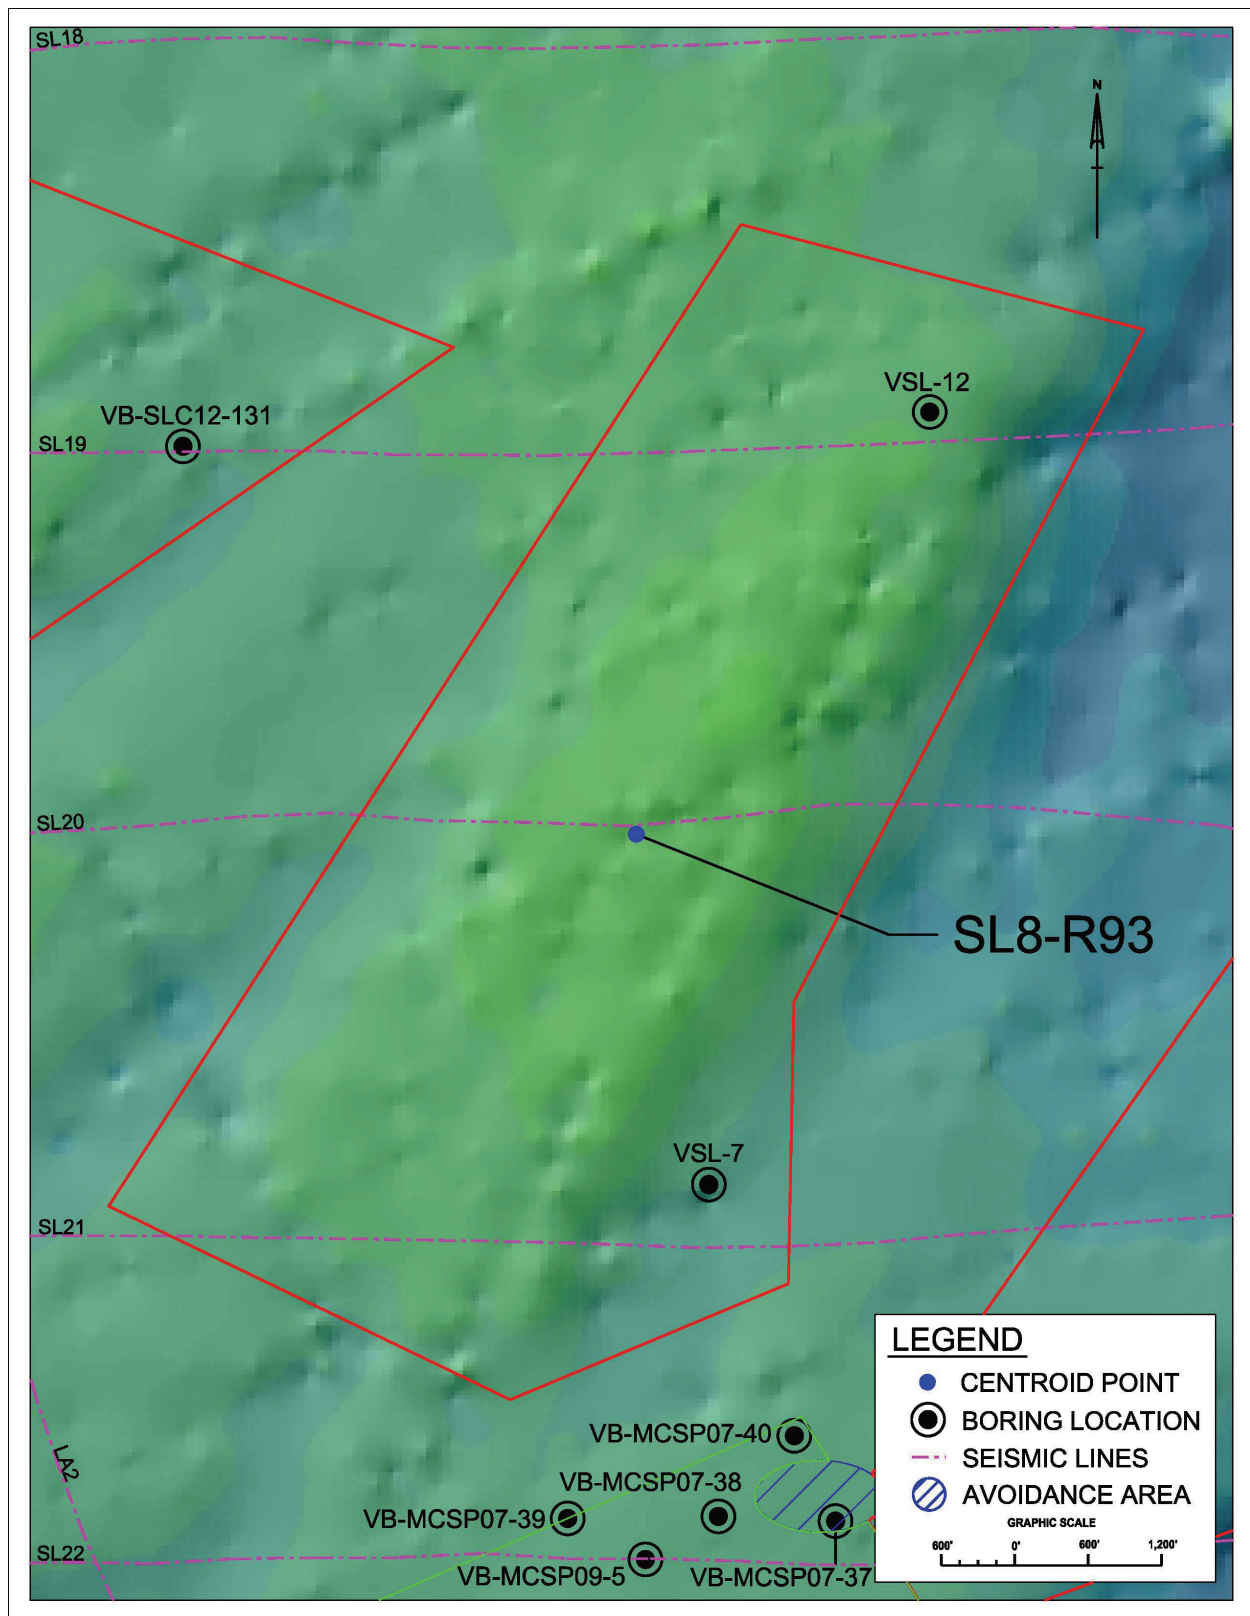 SL18
N
VSL-12
VB-SLC12-131
SL19
SL20
SL8-R93
VSL-7
SL21
LEGEND
CENTROID POINT
BORING LOCATION
SEISMIC LINES
AVOIDANCE AREA
GRAPHIC SCALE
600' 0' 600' 1,200'
VB-MCSP07-40
LA2
VB-MCSP07-38
VB-MCSP07-39
SL22
VB-MCSP09-5
VB-MCSP07-37